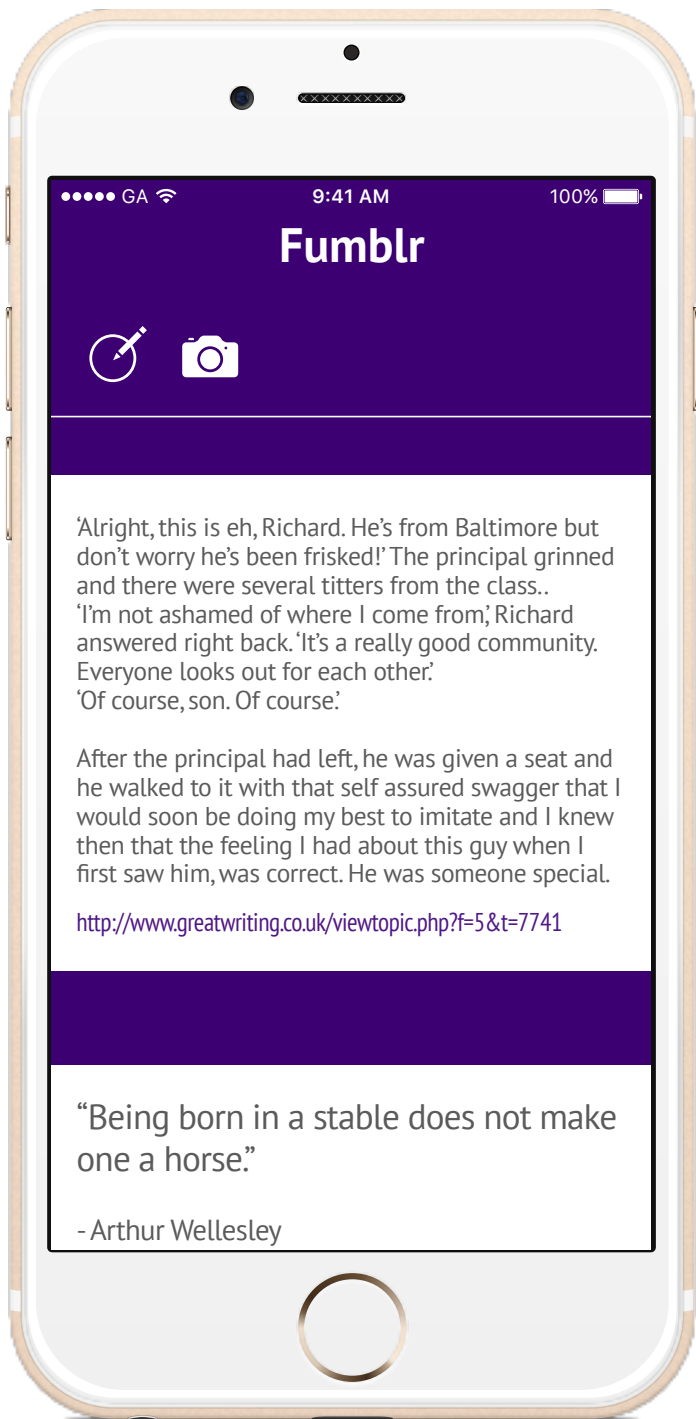 GA 9:41 AM 100%
Fumblr
‘Alright, this is eh, Richard. He’s from Baltimore but
don’t worry he’s been frisked!’ The principal grinned
and there were several titters from the class..
‘I’m not ashamed of where I come from,’ Richard
answered right back. ‘It’s a really good community.
Everyone looks out for each other.’
‘Of course, son. Of course.’
After the principal had left, he was given a seat and
he walked to it with that self assured swagger that I
would soon be doing my best to imitate and I knew
then that the feeling I had about this guy when I
first saw him, was correct. He was someone special.
http://www.greatwriting.co.uk/viewtopic.php?f=5&t=7741
“Being born in a stable does not make
one a horse.”
- Arthur Wellesley